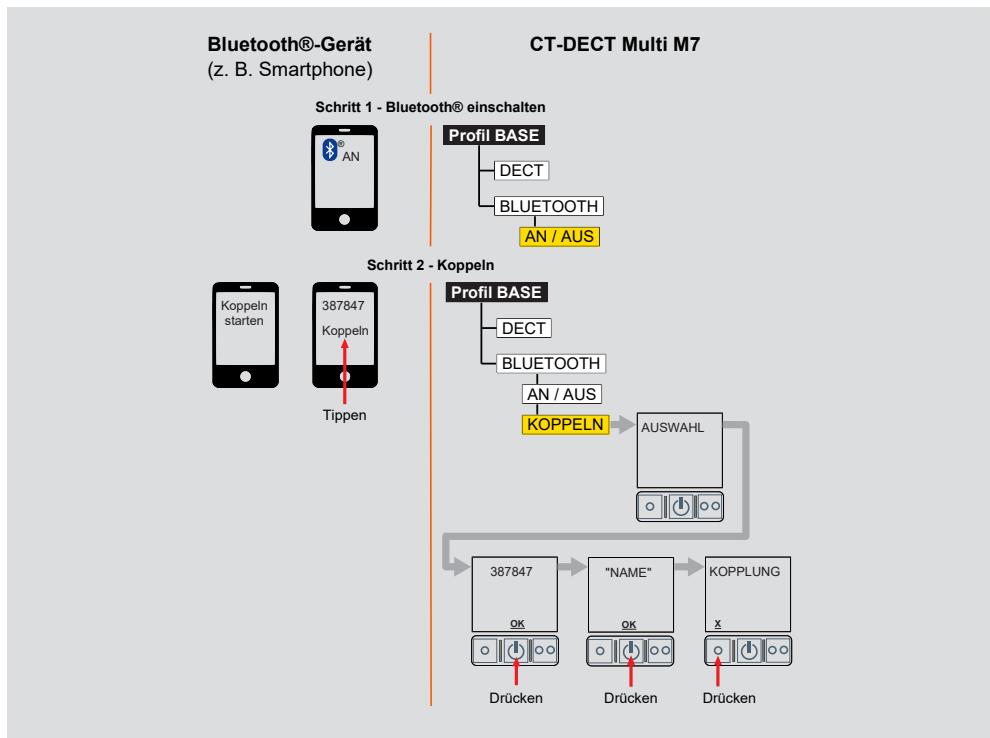 Bluetooth®-Gerät
(z. B. Smartphone)
CT-DECT Multi M7
Schritt 1 - Bluetooth® einschalten
® AN
Profil BASE
DECT
BLUETOOTH
AN / AUS
Schritt 2 - Koppeln
Koppeln
starten
387847
Koppeln
Tippen
Profil BASE
DECT
BLUETOOTH
AN / AUS
KOPPELN
AUSWAHL
387847
OK
Drücken
"NAME"
OK
Drücken
KOPPLUNG
X
Drücken